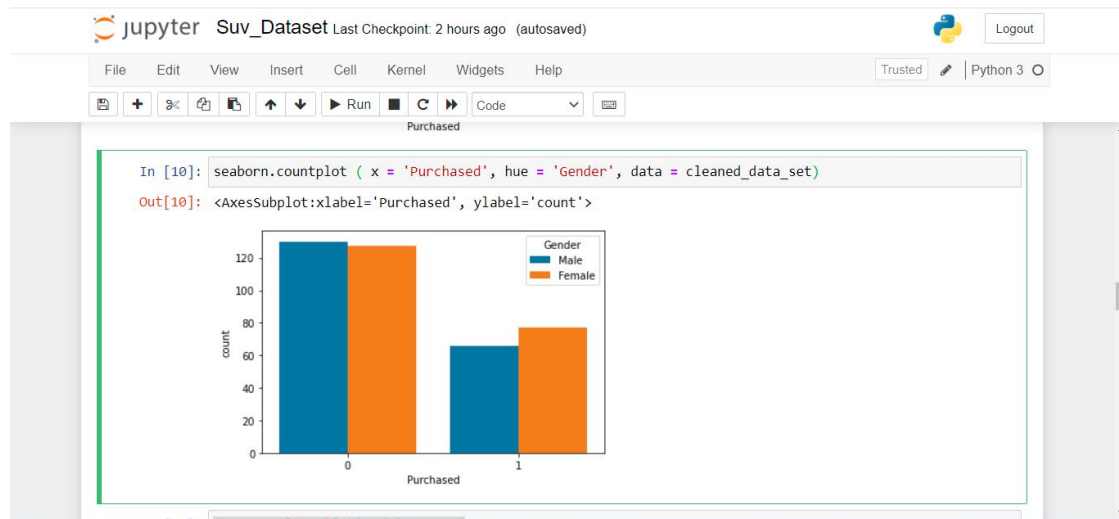 jupyter Suv_Dataset Last Checkpoint: 2 hours ago (autosaved)
Logout
File Edit View Insert Cell Kernel Widgets Help
Trusted Python 3
Run Code
Purchased
In [10]: seaborn.countplot ( x = 'Purchased', hue = 'Gender', data = cleaned_data_set)
Out[10]: <AxesSubplot:xlabel='Purchased', ylabel='count'>
Gender
Male
Female
120
100
80
60
40
20
0
count
0 1
Purchased